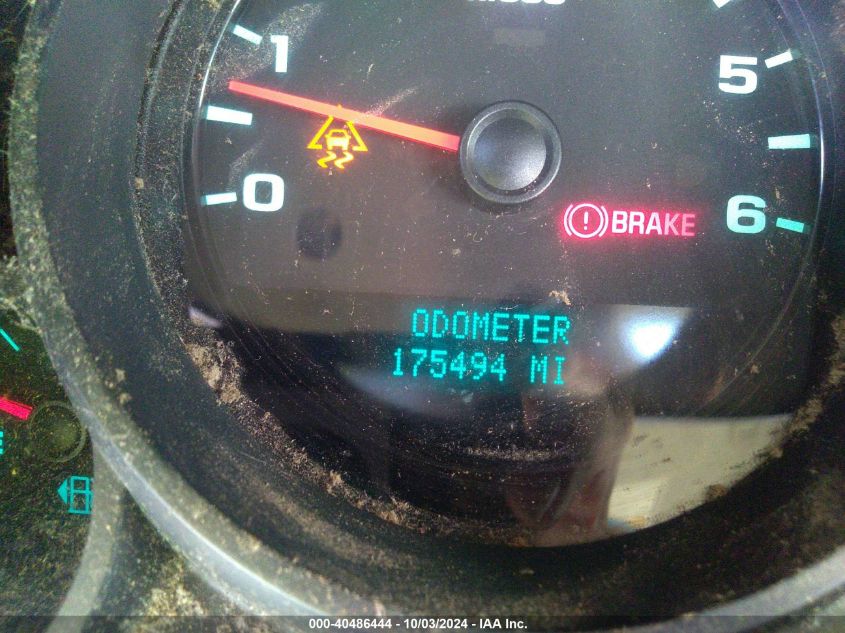 1
5
0
6
BRAKE
ODOMETER
175494 MI
000-40486444 - 10/03/2024 - IAA Inc.